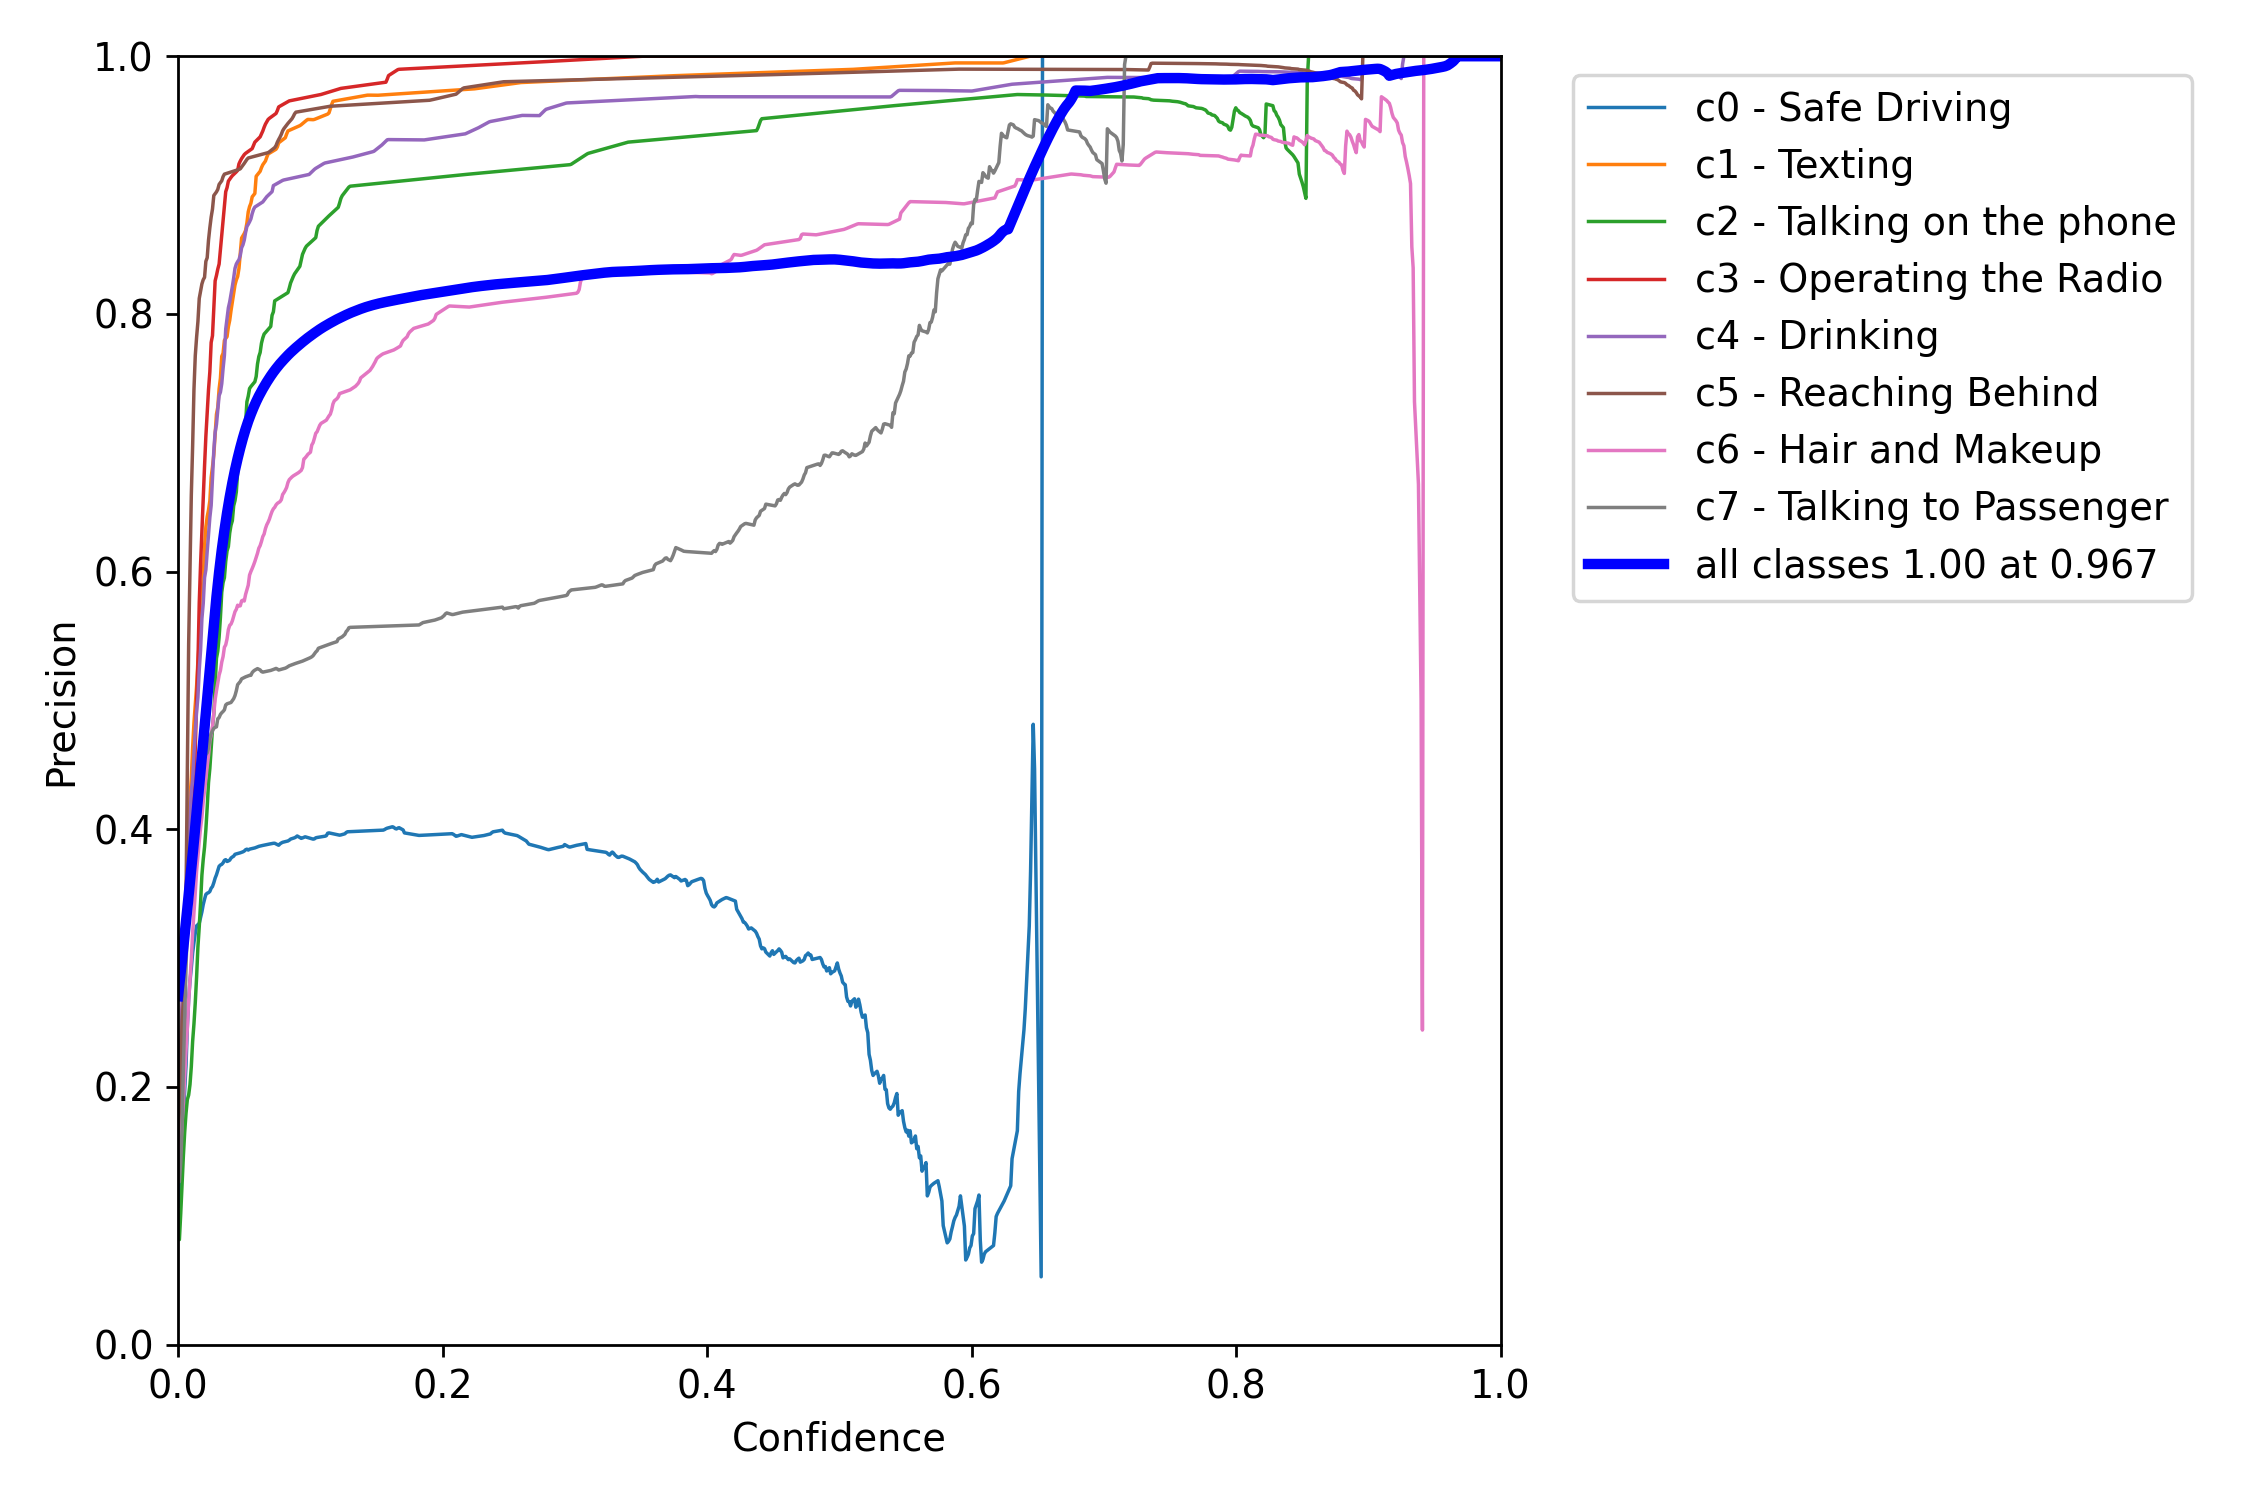 1.0
0.8
0.6
0.4
0.2
0.0
0.0 0.2 0.4 0.6 0.8 1.0
Precision
Confidence
c0 - Safe Driving
c1 - Texting
c2 - Talking on the phone
c3 - Operating the Radio
c4 - Drinking
c5 - Reaching Behind
c6 - Hair and Makeup
c7 - Talking to Passenger
all classes 1.00 at 0.967